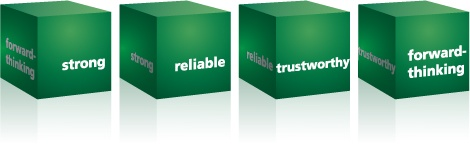 forward-
thinking
strong
strong
reliable
reliable
trustworthy
trustworthy
forward-
thinking